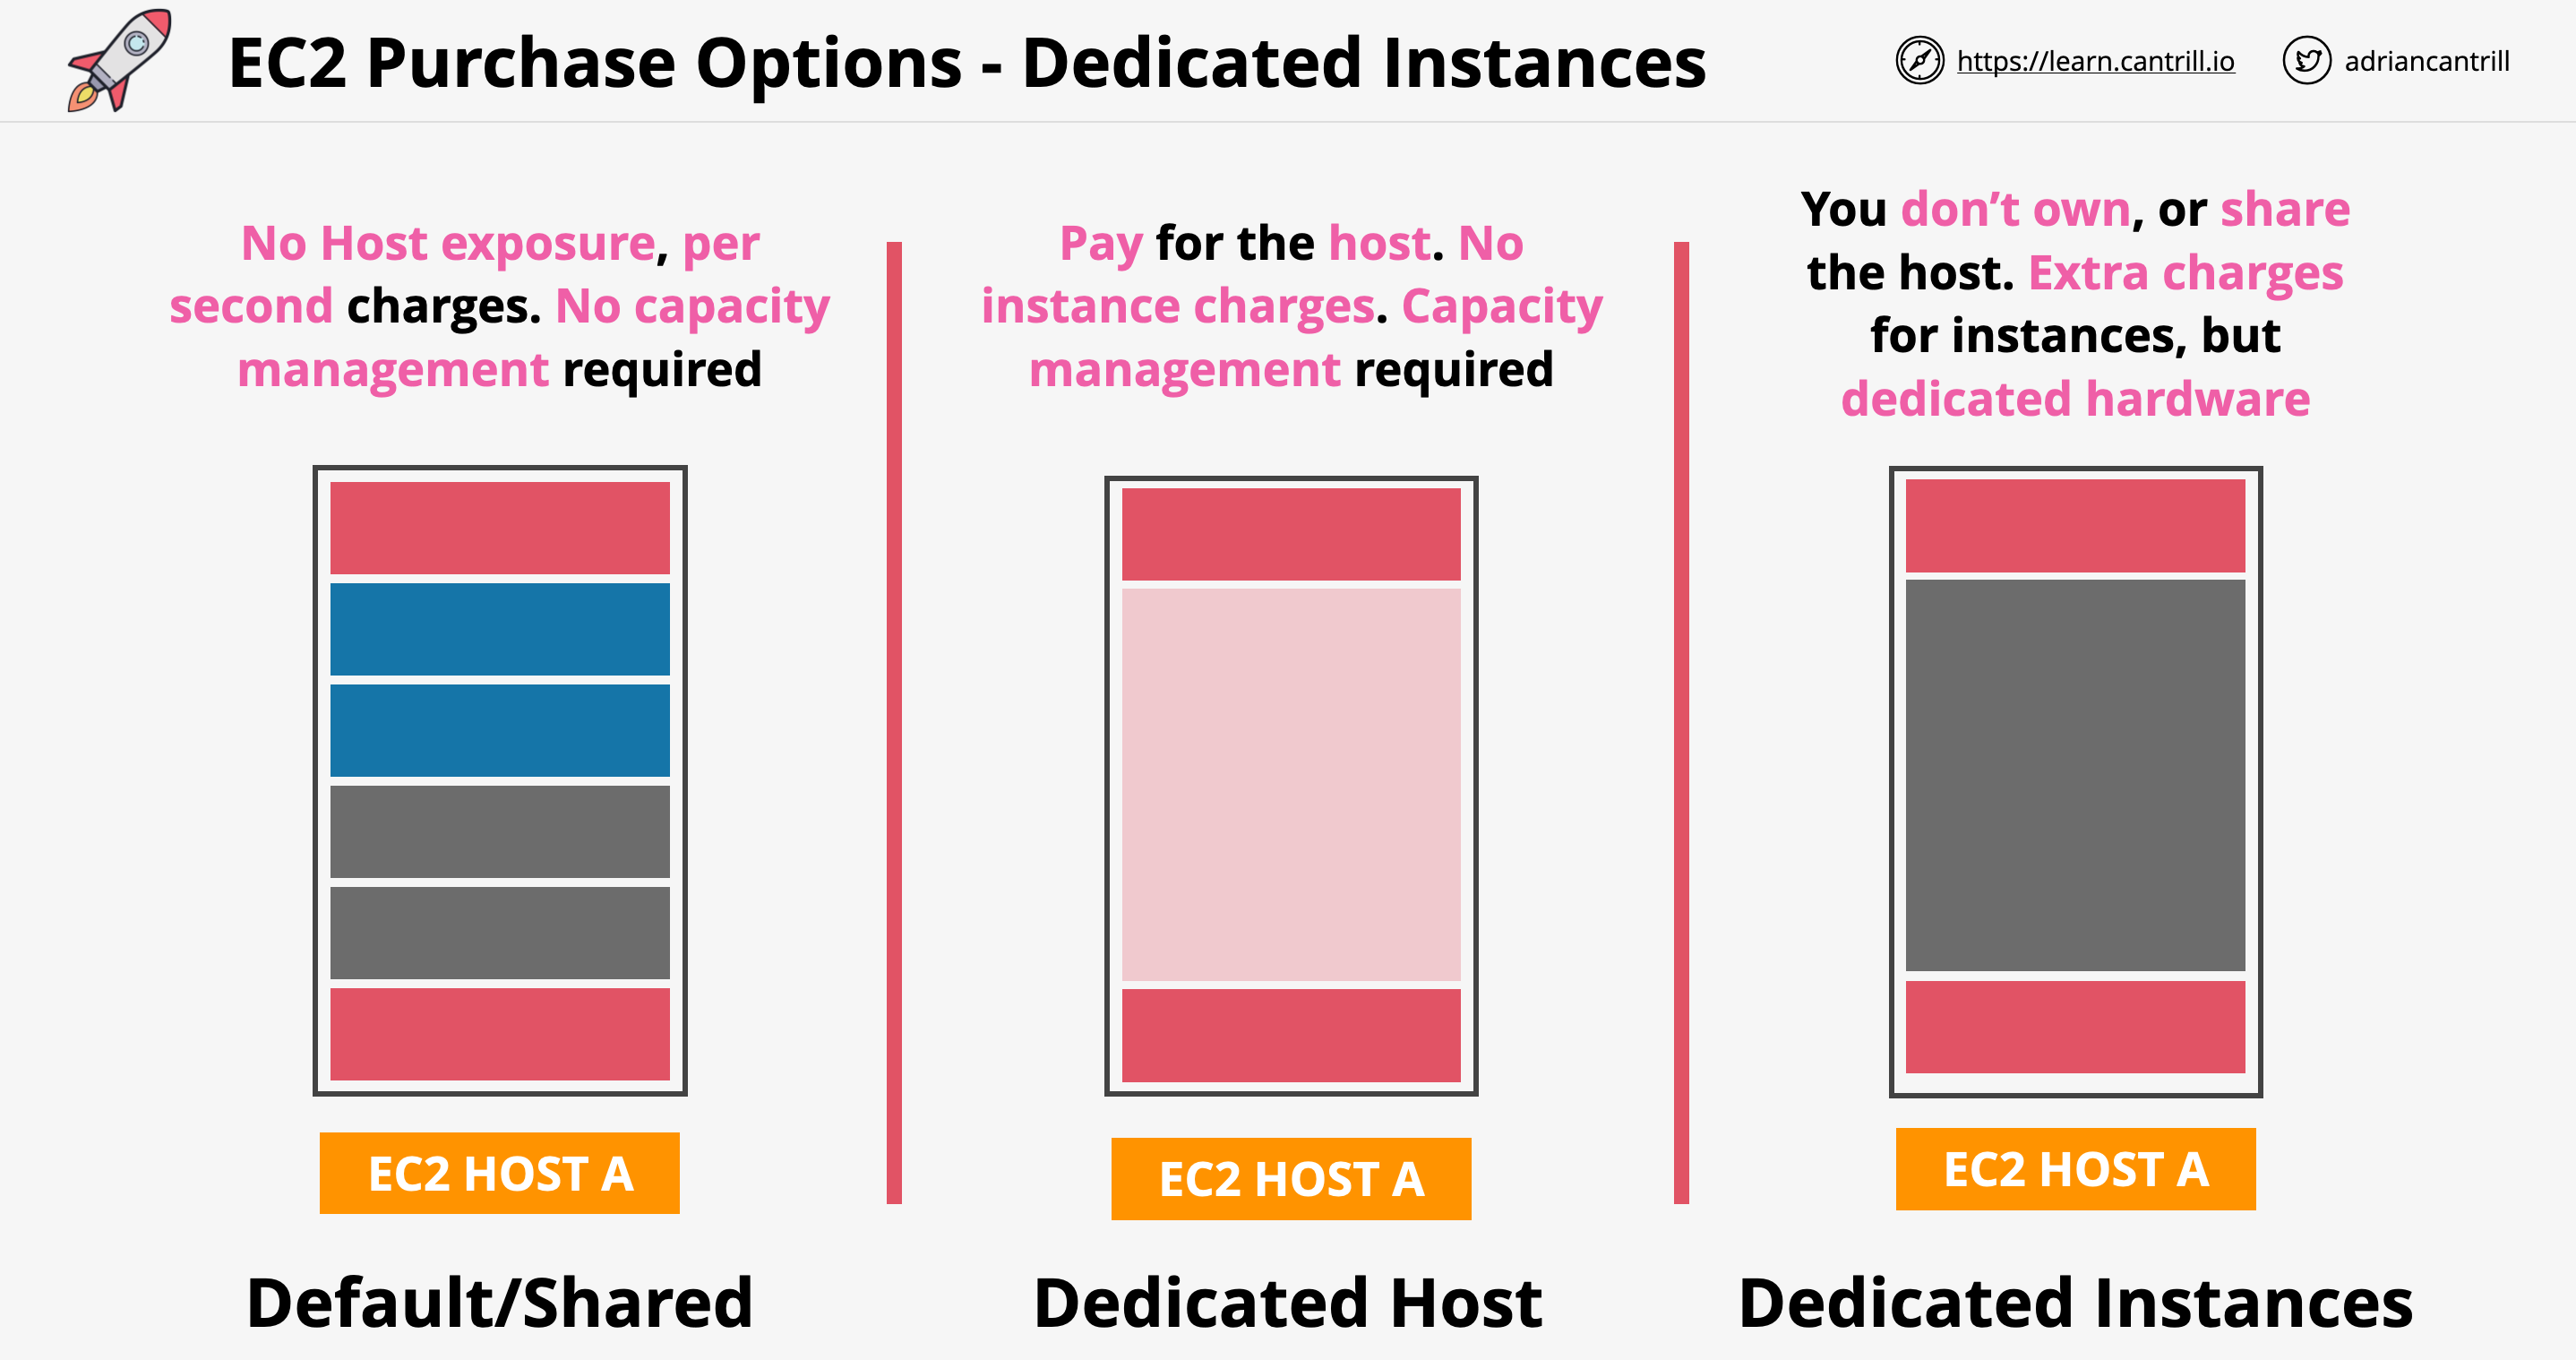 EC2 Purchase Options - Dedicated Instances
https://learn.cantrill.io
adriancantrill
No Host exposure, per
second charges. No capacity
management required
EC2 HOST A
Default/Shared
Pay for the host. No
instance charges. Capacity
management required
EC2 HOST A
Dedicated Host
You don’t own, or share
the host. Extra charges
for instances, but
dedicated hardware
EC2 HOST A
Dedicated Instances